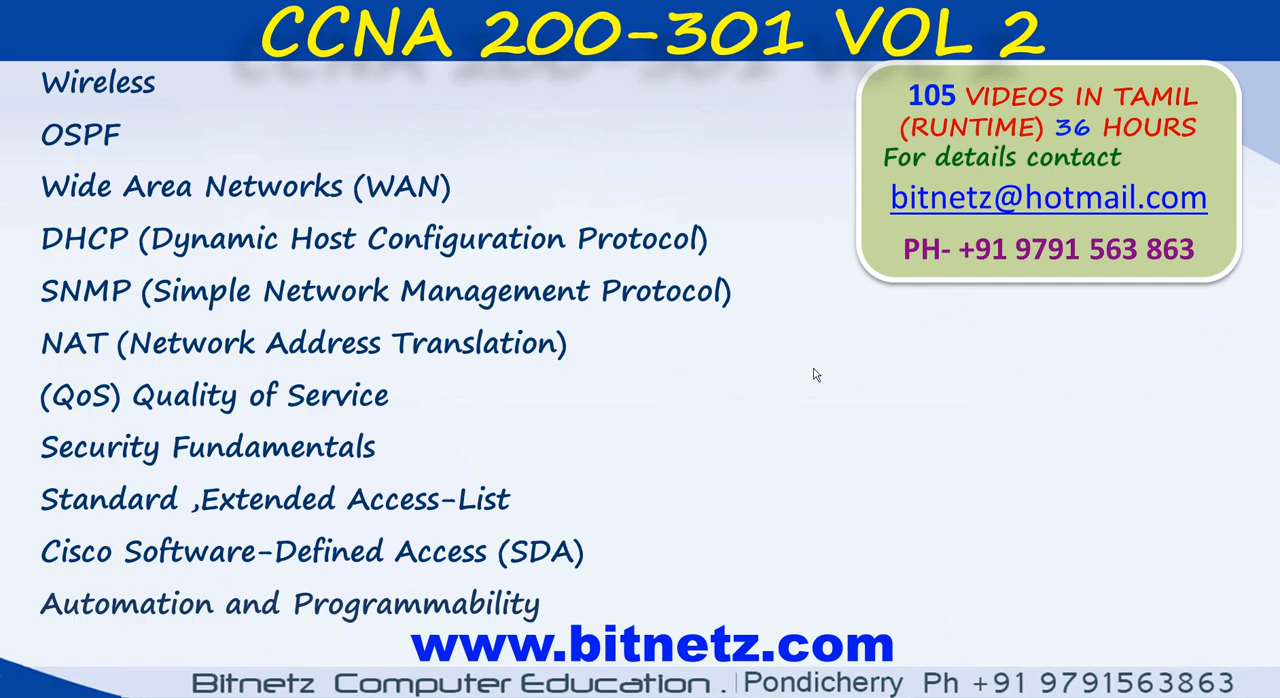 CCNA 200-301 VOL 2
Wireless
OSPF
Wide Area Networks (WAN)
DHCP (Dynamic Host Configuration Protocol)
SNMP (Simple Network Management Protocol)
NAT (Network Address Translation)
(QoS) Quality of Service
Security Fundamentals
Standard ,Extended Access-List
Cisco Software-Defined Access (SDA)
Automation and Programmability
105 VIDEOS IN TAMIL
(RUNTIME) 36 HOURS
For details contact
bitnetz@hotmail.com
PH- +91 9791 563 863
www.bitnetz.com
Bitnetz Computer Education . | Pondicherry Ph +91 9791563863